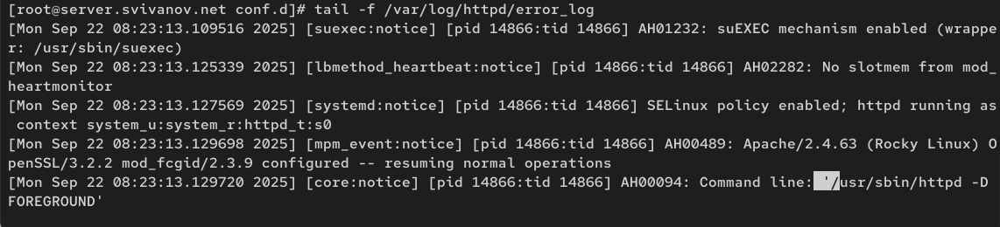 [root@server.svivanov.net conf.d]# tail -f /var/log/httpd/error_log
[Mon Sep 22 08:23:13.109516 2025] [suexec:notice] [pid 14866:tid 14866] AH01232: suEXEC mechanism enabled (wrappe
r: /usr/sbin/suexec)
[Mon Sep 22 08:23:13.125339 2025] [lbmethod_heartbeat:notice] [pid 14866:tid 14866] AH02282: No slotmem from mod_
heartmonitor
[Mon Sep 22 08:23:13.127569 2025] [systemd:notice] [pid 14866:tid 14866] SELinux policy enabled; httpd running as
 context system_u:system_r:httpd_t:s0
[Mon Sep 22 08:23:13.129698 2025] [mpm_event:notice] [pid 14866:tid 14866] AH00489: Apache/2.4.63 (Rocky Linux) O
penSSL/3.2.2 mod_fcgid/2.3.9 configured -- resuming normal operations
[Mon Sep 22 08:23:13.129720 2025] [core:notice] [pid 14866:tid 14866] AH00094: Command line: '/usr/sbin/httpd -D 
FOREGROUND'